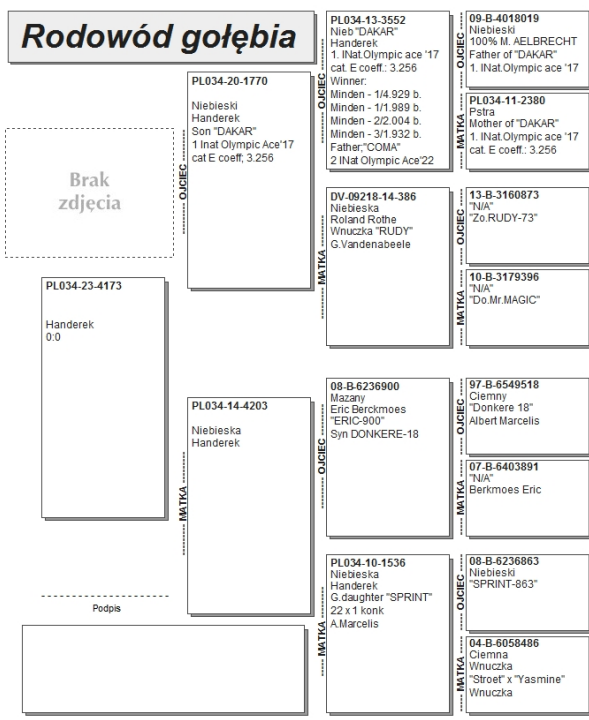 Rodowód gołębia
Brak
zdjęcia
PL034-23-4173
Handerek
0:0
Podpis
OJCIEC
PL034-20-1770
Niebieski
Handerek
Son "DAKAR"
1 Inat Olympic Ace'17
cat E coeff; 3.256
MATKA
PL034-14-4203
Niebieska
Handerek
OJCIEC
PL034-13-3552
Nieb "DAKAR"
Handerek
1. INat.Olympic ace '17
cat. E coeff.: 3.256
Winner:
Minden - 1/4.929 b.
Minden - 1/1.989 b.
Minden - 2/2.004 b.
Minden - 3/1.932 b.
Father;"COMA"
2 INat Olympic Ace'22
MATKA
DV-09218-14-386
Niebieska
Roland Rothe
Wnuczka "RUDY"
G.Vandenabeele
OJCIEC
08-B-6236900
Mazany
Eric Berckmoes
"ERIC-900"
Syn DONKERE-18
MATKA
PL034-10-1536
Niebieska
Handerek
G.daughter "SPRINT"
22 x 1 konk
A.Marcelis
OJCIEC
09-B-4018019
Niebieski
100% M. AELBRECHT
Father of "DAKAR"
1. INat.Olympic ace '17
MATKA
PL034-11-2380
Pstra
Mother of "DAKAR"
1. INat.Olympic ace '17
cat. E coeff.: 3.256
OJCIEC
13-B-3160873
"N/A"
"Zo.RUDY-73"
MATKA
10-B-3179396
"N/A"
"Do.Mr.MAGIC"
OJCIEC
97-B-6549518
Ciemny
"Donkere 18"
Albert Marcelis
MATKA
07-B-6403891
"N/A"
Berkmoes Eric
OJCIEC
08-B-6236863
Niebieski
"SPRINT-863"
MATKA
04-B-6058486
Ciemna
Wnuczka
"Stroet" x "Yasmine"
Wnuczka